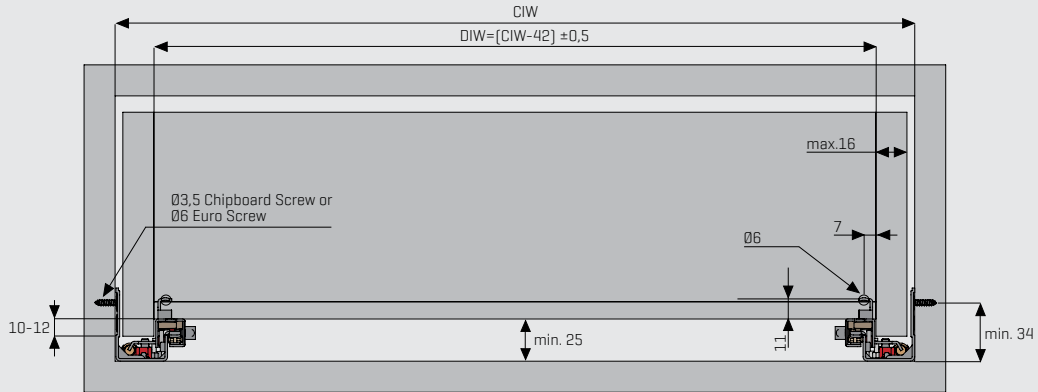 CIW
DIW=(CIW-42) ±0,5
max.16
Ø3,5 Chipboard Screw or
Ø6 Euro Screw
7
Ø6
10-12
min. 25
11
min. 34